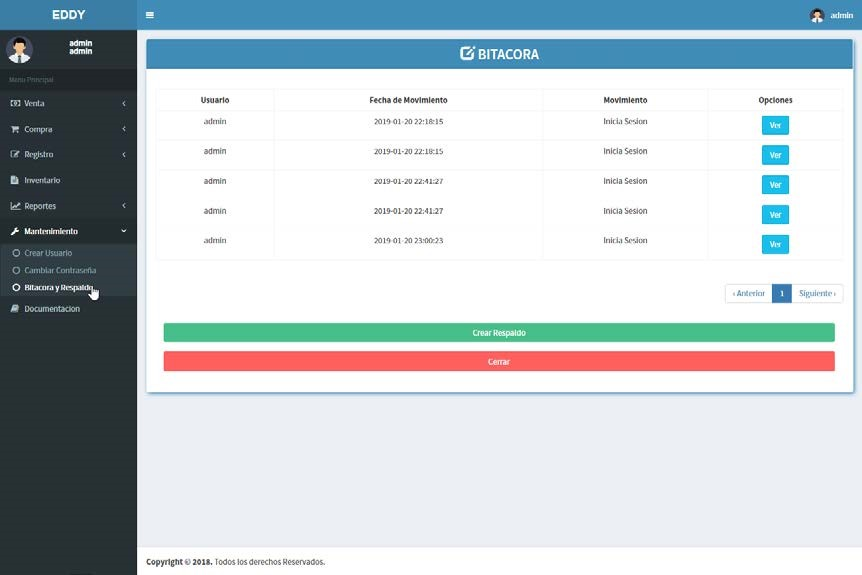 EDDY
admin
admin
admin
Menu Principal
Venta
Compra
Registro
Inventario
Reportes
Mantenimiento
Crear Usuario
Cambiar Contraseña
Bitacora y Respaldo
Documentacion
BITACORA
Usuario Fecha de Movimiento Movimiento Opciones
admin 2019-01-20 22:18:15 Inicia Sesion Ver
admin 2019-01-20 22:18:15 Inicia Sesion Ver
admin 2019-01-20 22:41:27 Inicia Sesion Ver
admin 2019-01-20 22:41:27 Inicia Sesion Ver
admin 2019-01-20 23:00:23 Inicia Sesion Ver
‹ Anterior 1 Siguiente ›
Crear Respaldo
Cerrar
Copyright © 2018. Todos los derechos Reservados.